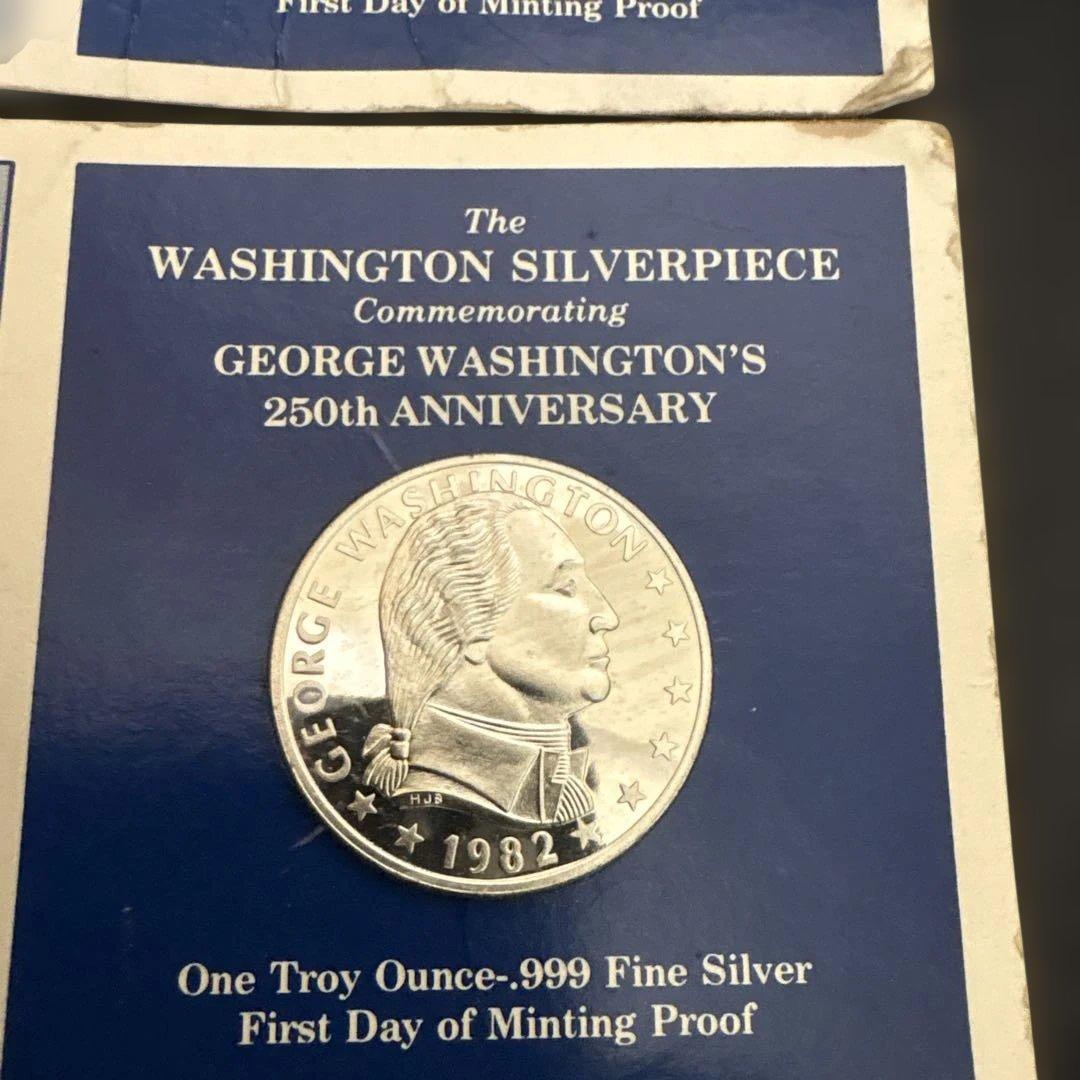 First Day of Minting Proof
The
WASHINGTON SILVERPIECE
Commemorating
GEORGE WASHINGTON'S
250th ANNIVERSARY
GEORGE WASHINGTON
HJB
1982
One Troy Ounce-.999 Fine Silver
First Day of Minting Proof